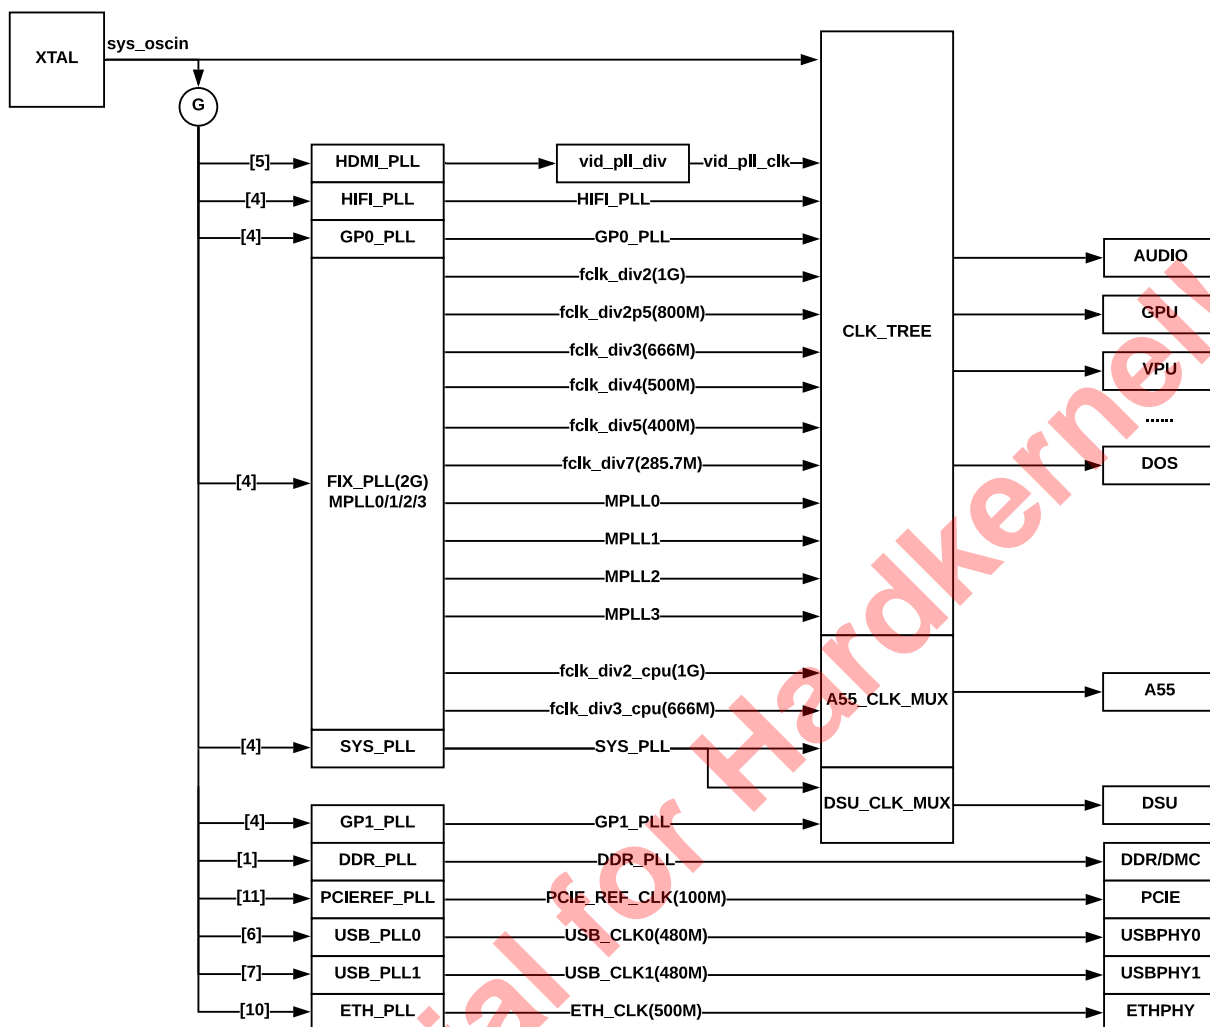 XTAL
sys_oscin
G
[5] HDMI_PLL vid_pll_div vid_pll_clk
[4] HIFI_PLL HIFI_PLL
[4] GP0_PLL GP0_PLL
AUDIO
fclk_div2(1G)
fclk_div2p5(800M)
GPU
CLK_TREE
fclk_div3(666M)
VPU
fclk_div4(500M)
......
fclk_div5(400M)
fclk_div7(285.7M)
DOS
[4] FIX_PLL(2G)
MPLL0/1/2/3
MPLL0
MPLL1
MPLL2
MPLL3
fclk_div2_cpu(1G)
A55_CLK_MUX
A55
fclk_div3_cpu(666M)
[4] SYS_PLL SYS_PLL
DSU_CLK_MUX
DSU
[4] GP1_PLL GP1_PLL
[1] DDR_PLL DDR_PLL DDR/DMC
[11] PCIEREF_PLL PCIE_REF_CLK(100M) PCIE
[6] USB_PLL0 USB_CLK0(480M) USBPHY0
[7] USB_PLL1 USB_CLK1(480M) USBPHY1
[10] ETH_PLL ETH_CLK(500M) ETHPHY
for Hardkernel